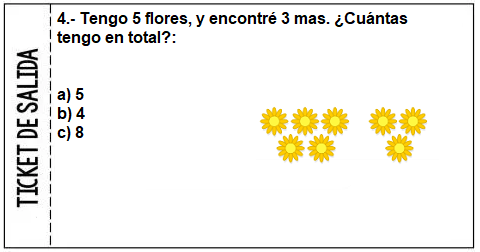 TICKET DE SALIDA
4.- Tengo 5 flores, y encontré 3 mas. ¿Cuántas
tengo en total?:
a) 5
b) 4
c) 8